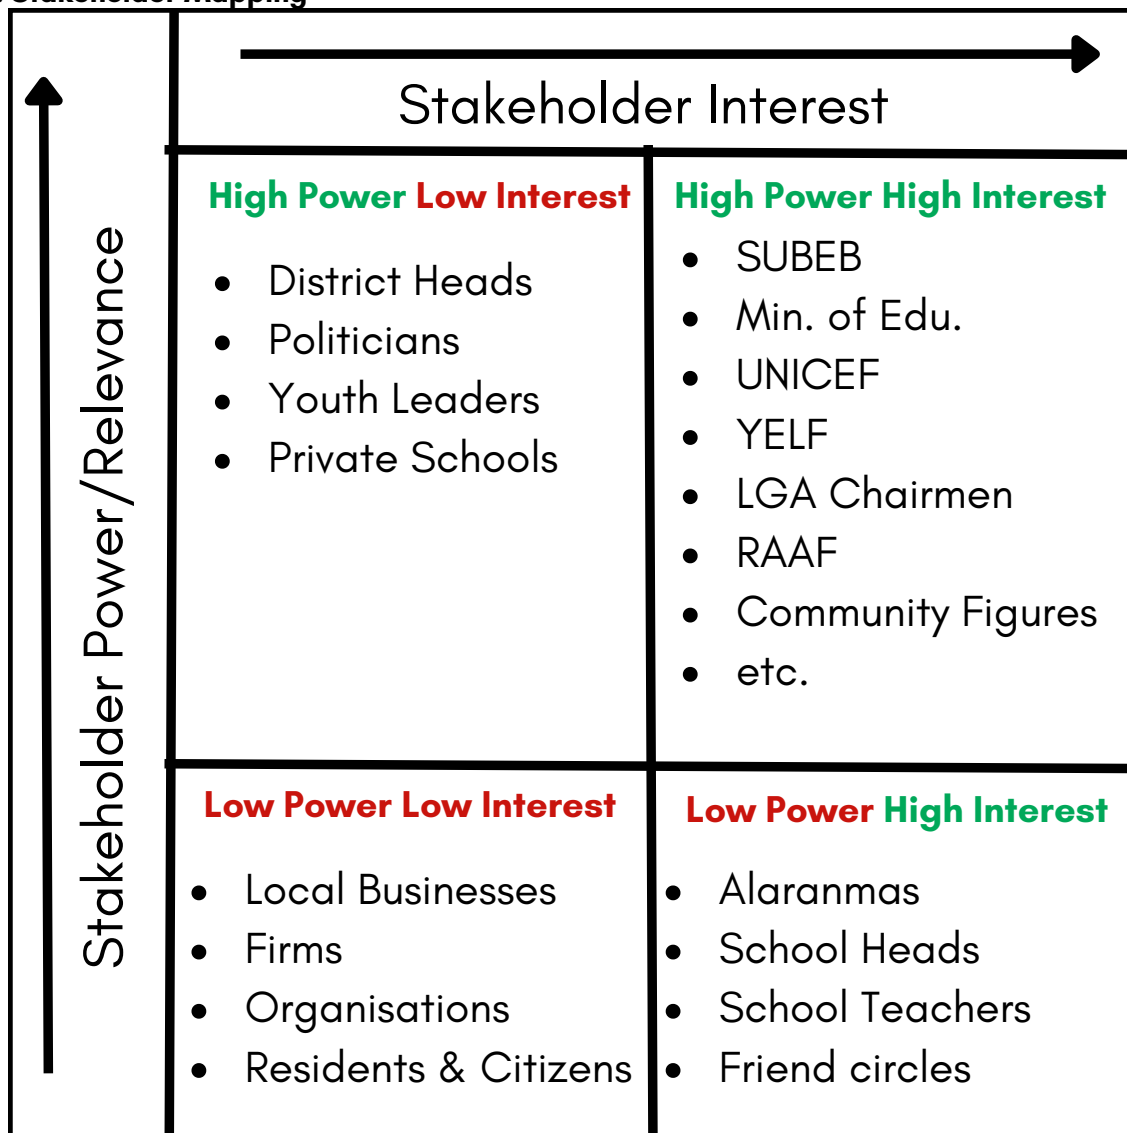 Stakeholder Mapping
Stakeholder Interest
Stakeholder Power/Relevance
High Power Low Interest
• District Heads
• Politicians
• Youth Leaders
• Private Schools
High Power High Interest
• SUBEB
• Min. of Edu.
• UNICEF
• YELF
• LGA Chairmen
• RAAF
• Community Figures
• etc.
Low Power Low Interest
• Local Businesses
• Firms
• Organisations
• Residents & Citizens
Low Power High Interest
• Alaranmas
• School Heads
• School Teachers
• Friend circles